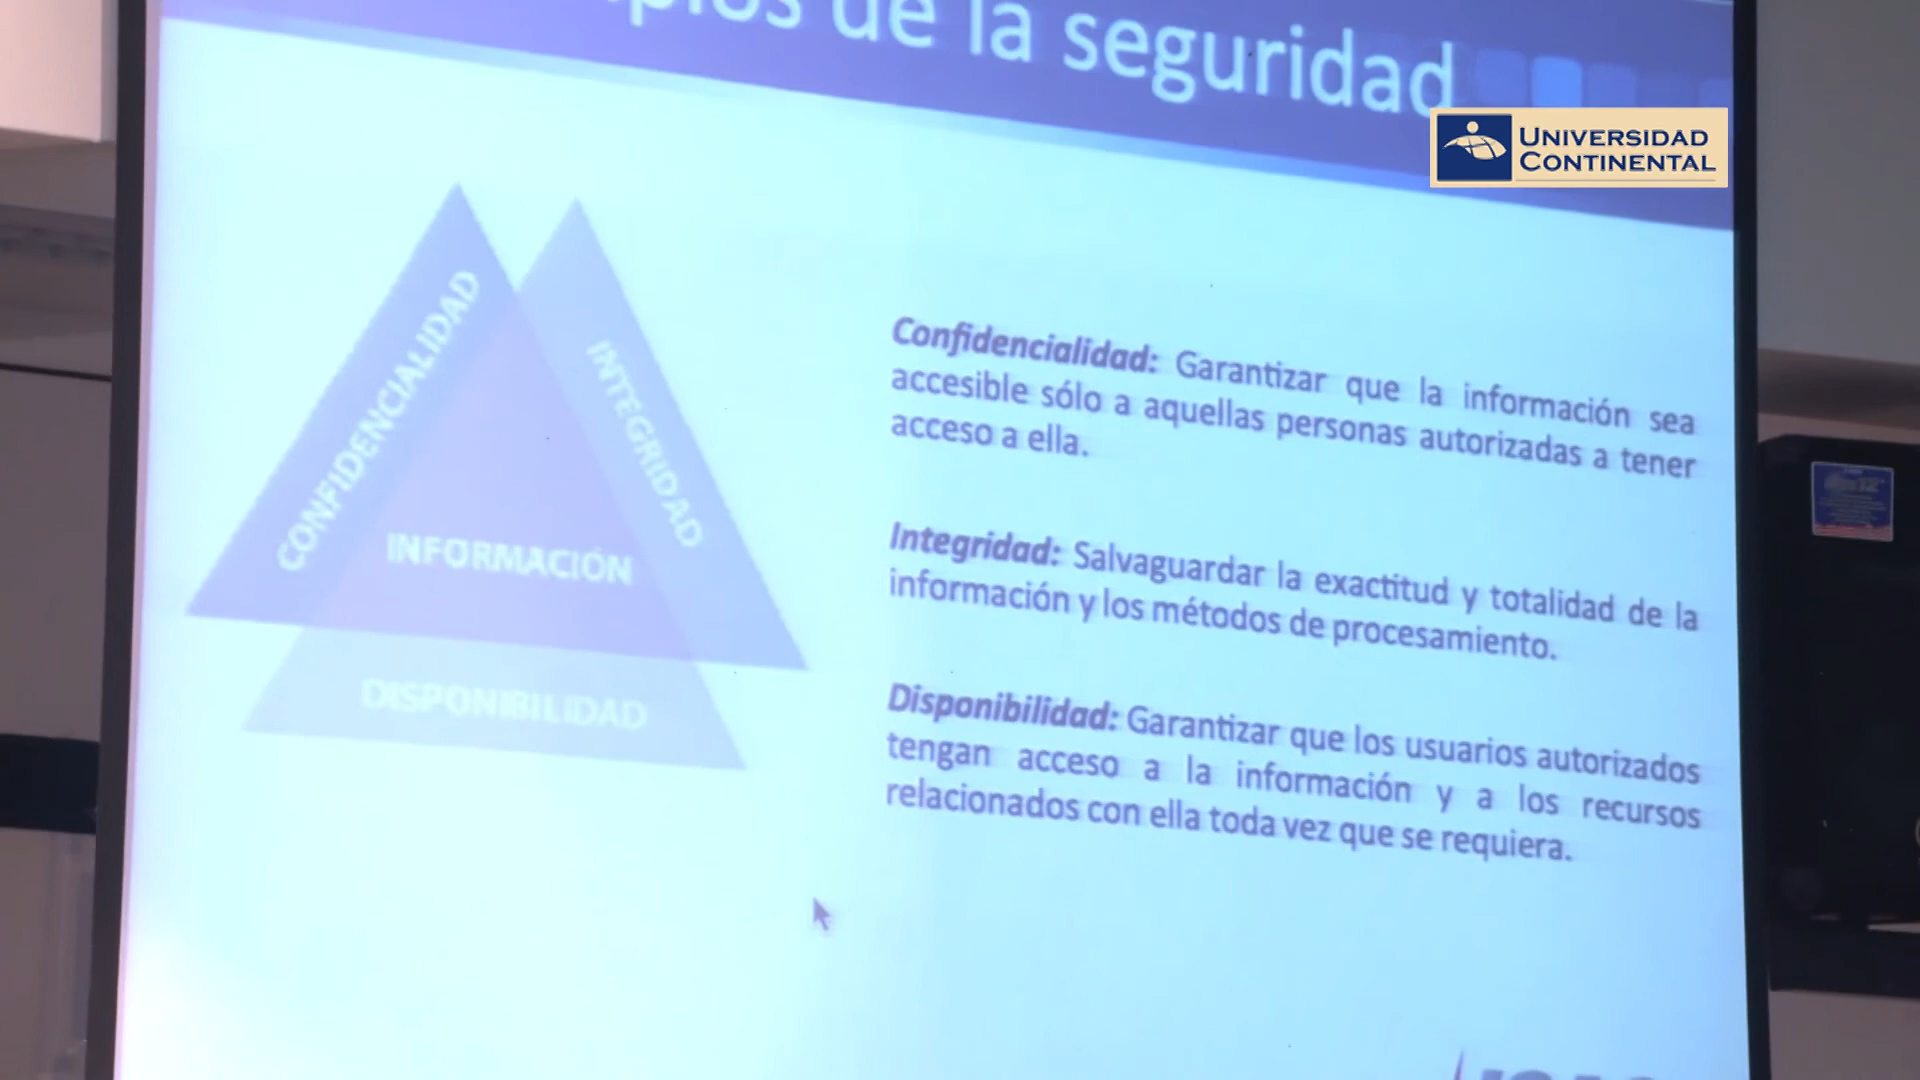 de la seguridad
UNIVERSIDAD
CONTINENTAL
CONFIDENCIALIDAD
INTEGRIDAD
INFORMACIÓN
DISPONIBILIDAD
Confidencialidad: Garantizar que la información sea
accesible sólo a aquellas personas autorizadas a tener
acceso a ella.
Integridad: Salvaguardar la exactitud y totalidad de la
información y los métodos de procesamiento.
Disponibilidad: Garantizar que los usuarios autorizados
tengan acceso a la información y a los recursos
relacionados con ella toda vez que se requiera.